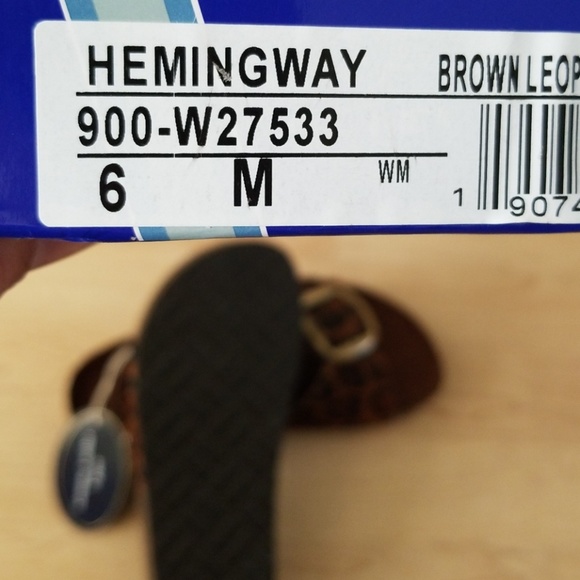 HEMINGWAY BROWN LEOP
900-W27533
6 M WM
1 9074